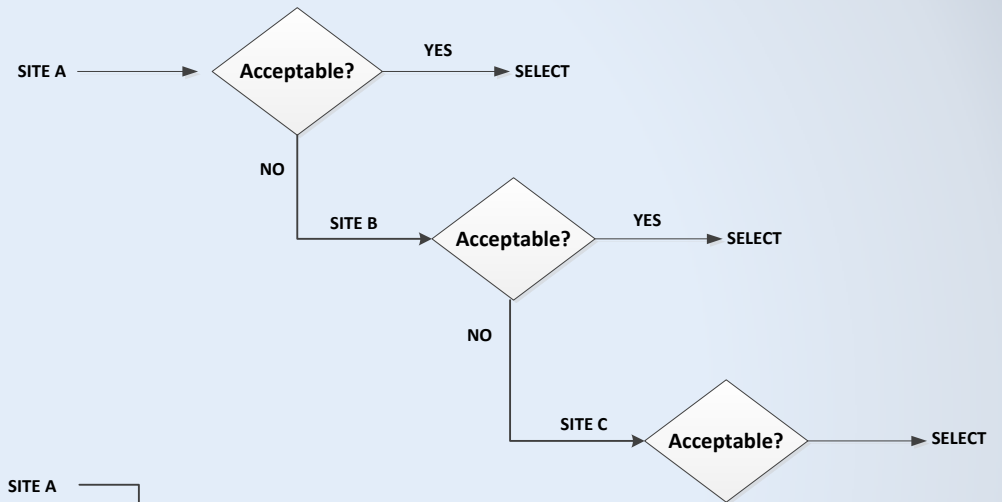 YES
SITE A
Acceptable?
SELECT
NO
SITE B
Acceptable?
YES
SELECT
NO
SITE C
Acceptable?
SELECT
SITE A